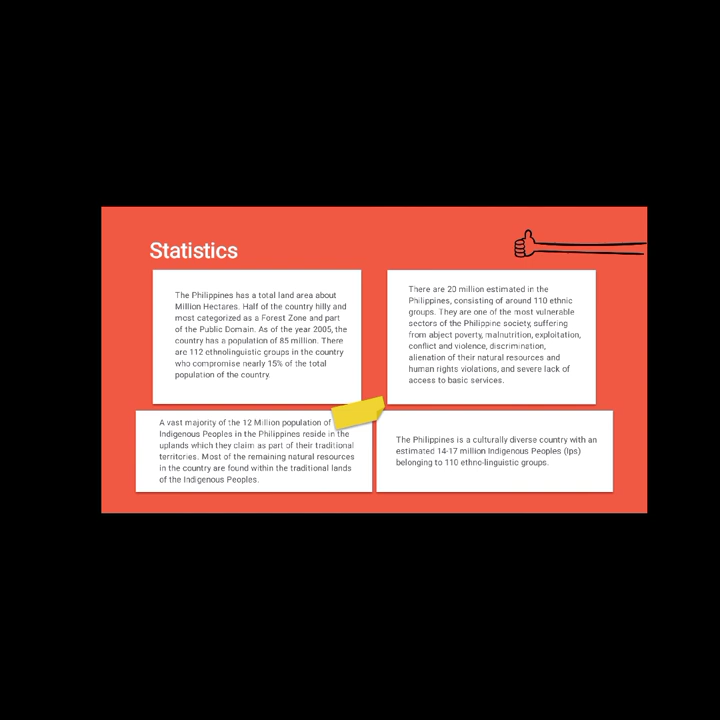 Statistics
The Philippines has a total land area about
Million Hectares. Half of the country hilly and
most categorized as a Forest Zone and part
of the Public Domain. As of the year 2005, the
country has a population of 85 million. There
are 112 ethnolinguistic groups in the country
who compromise nearly 15% of the total
population of the country.
There are 20 million estimated in the
Philippines, consisting of around 110 ethnic
groups. They are one of the most vulnerable
sectors of the Philippine society, suffering
from abject poverty, malnutrition, exploitation,
conflict and violence, discrimination,
alienation of their natural resources and
human rights violations, and severe lack of
access to basic services.
A vast majority of the 12 Million population of
Indigenous Peoples in the Philippines reside in the
uplands which they claim as part of their traditional
territories. Most of the remaining natural resources
in the country are found within the traditional lands
of the Indigenous Peoples.
The Philippines is a culturally diverse country with an
estimated 14-17 million Indigenous Peoples (Ips)
belonging to 110 ethno-linguistic groups.